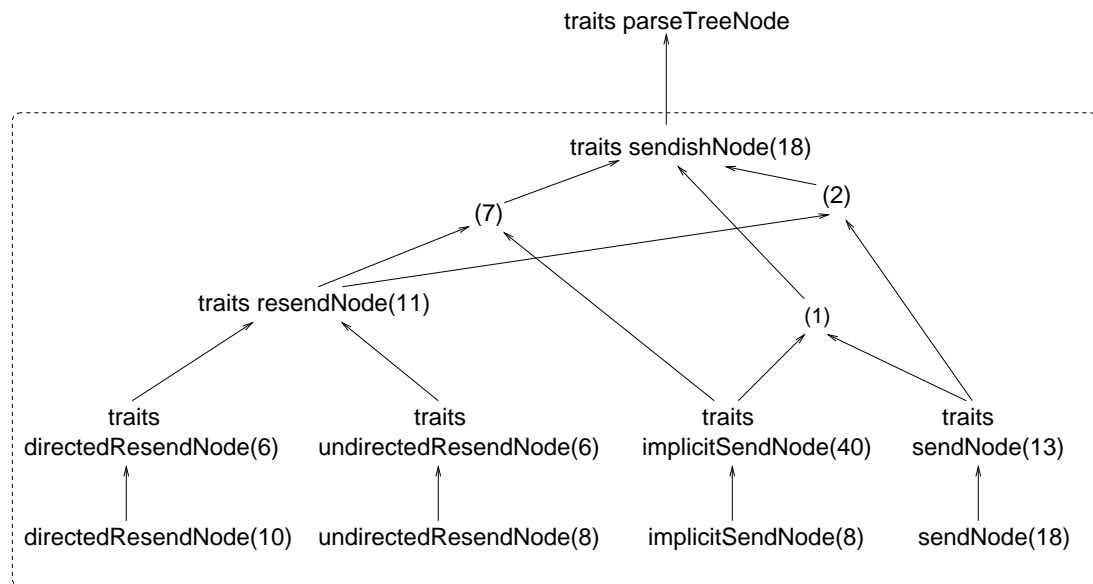 traits parseTreeNode
traits sendishNode(18)
(2)
(7)
traits resendNode(11)
(1)
traits
directedResendNode(6)
traits
undirectedResendNode(6)
traits
implicitSendNode(40)
traits
sendNode(13)
directedResendNode(10)
undirectedResendNode(8)
implicitSendNode(8)
sendNode(18)